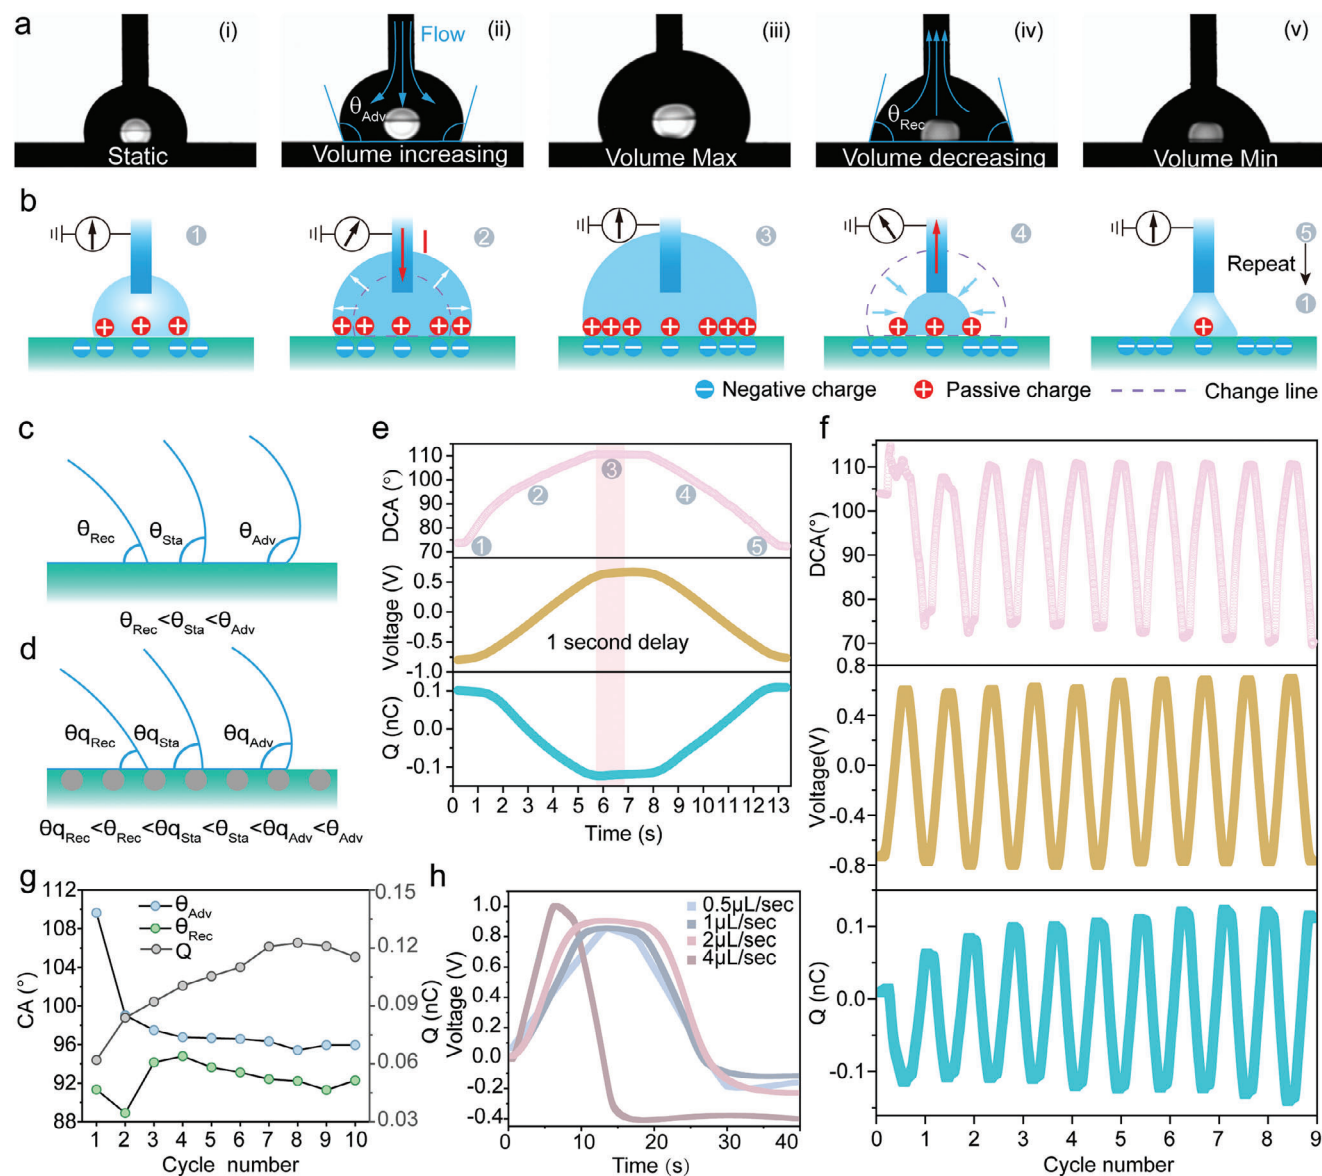 a
(i)
(ii)
(iii)
(iv)
(v)
Flow
θAdv
θRec
Static
Volume increasing
Volume Max
Volume decreasing
Volume Min
b
1
2
3
4
5
I
Repeat
1
Negative charge
Passive charge
Change line
c
θRec
θSta
θAdv
θRec<θSta<θAdv
d
θqRec
θqSta
θqAdv
θqRec<θRec<θqSta<θSta<θqAdv<θAdv
e
DCA (°)
110
100
90
80
70
1
2
3
4
5
Voltage (V)
0.5
0.0
-0.5
-1.0
1 second delay
Q (nC)
0.1
0.0
-0.1
0 1 2 3 4 5 6 7 8 9 10 11 12 13
Time (s)
f
DCA(°)
110
100
90
80
70
Voltage(V)
0.8
0.4
0.0
-0.4
-0.8
Q (nC)
0.1
0.0
-0.1
0 1 2 3 4 5 6 7 8 9
Cycle number
g
CA (°)
112
108
104
100
96
92
88
θAdv
θRec
Q
0.15
0.12
0.09
0.06
0.03
Q (nC)
1 2 3 4 5 6 7 8 9 10
Cycle number
h
Voltage (V)
1.0
0.8
0.6
0.4
0.2
0.0
-0.2
-0.4
0.5μL/sec
1μL/sec
2μL/sec
4μL/sec
0 10 20 30 40
Time (s)